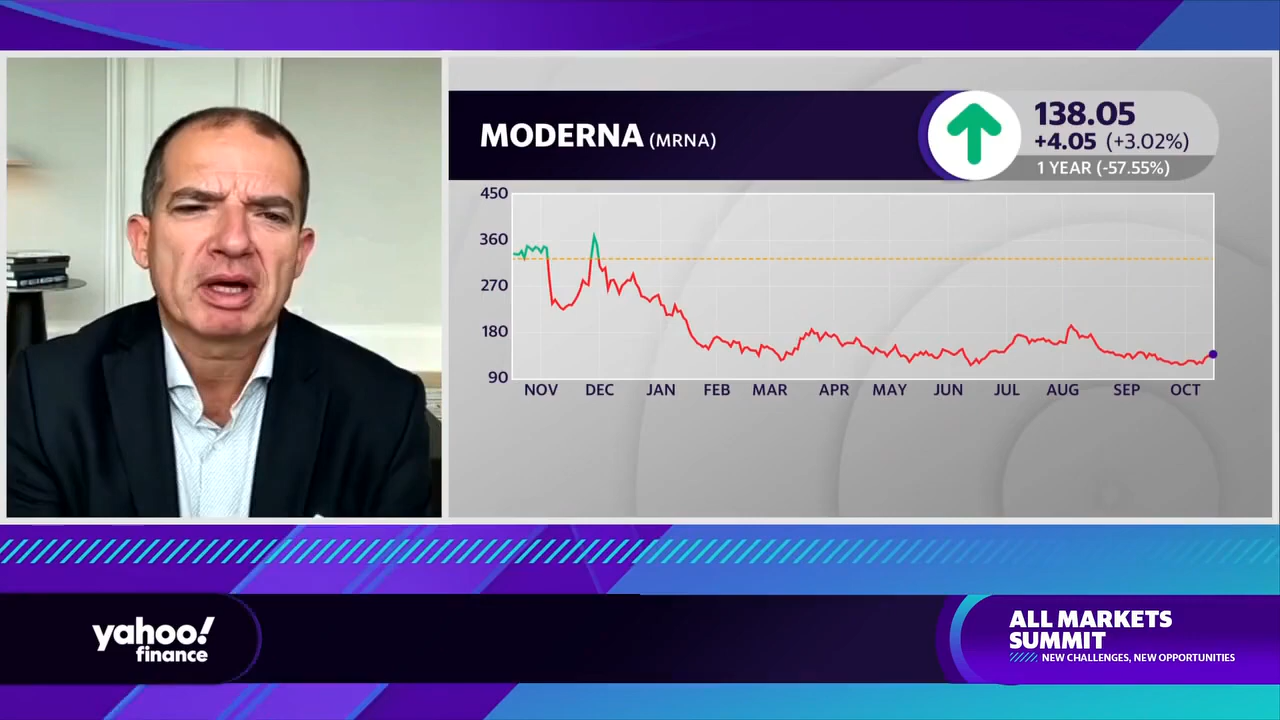 MODERNA (MRNA)
138.05
+4.05 (+3.02%)
1 YEAR (-57.55%)
450
360
270
180
90
NOV DEC JAN FEB MAR APR MAY JUN JUL AUG SEP OCT
yahoo!
finance
ALL MARKETS
SUMMIT
NEW CHALLENGES, NEW OPPORTUNITIES